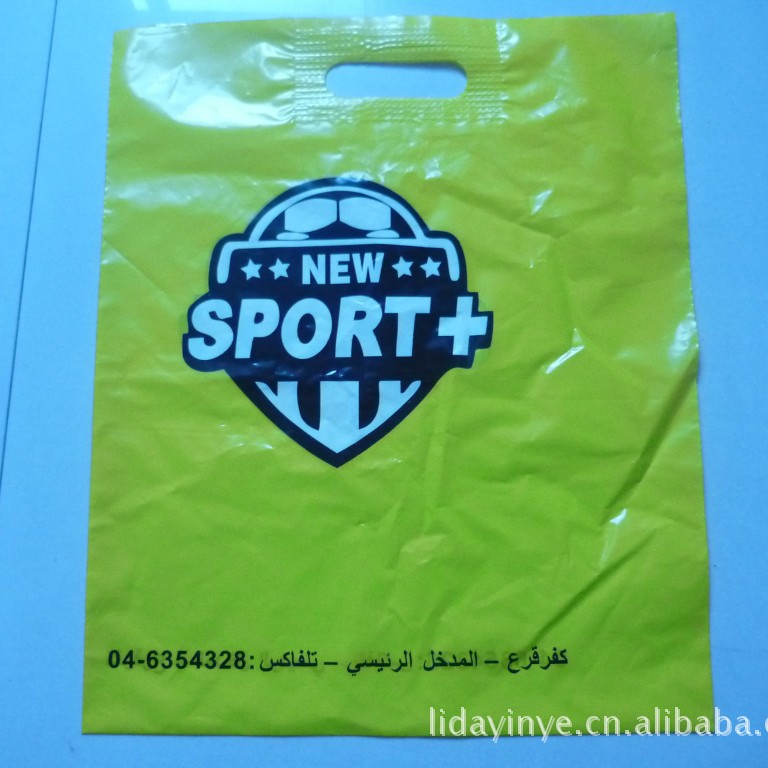 NEW
SPORT+
كفرقرع – المدخل الرئيسي – تلفاكس: 04-6354328
lidayinye.cn.alibaba.c